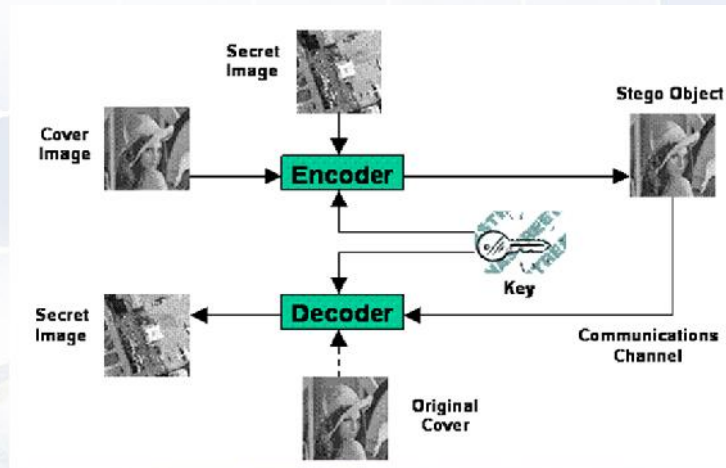 Secret
Image
Stego Object
Cover
Image
Encoder
Key
Secret
Image
Decoder
Communications
Channel
Original
Cover